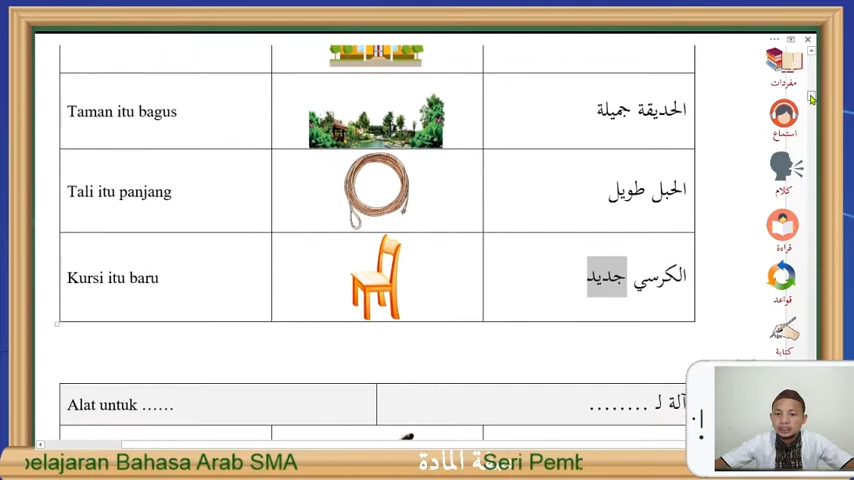 Taman itu bagus
الحديقة جميلة
Tali itu panjang
الحبل طويل
Kursi itu baru
الكرسي جديد
Alat untuk ……
آلة لـ ........
مفردات
استماع
كلام
قراءة
قواعد
كتابة
pelajaran Bahasa Arab SMA
المادة
Seri Pemb